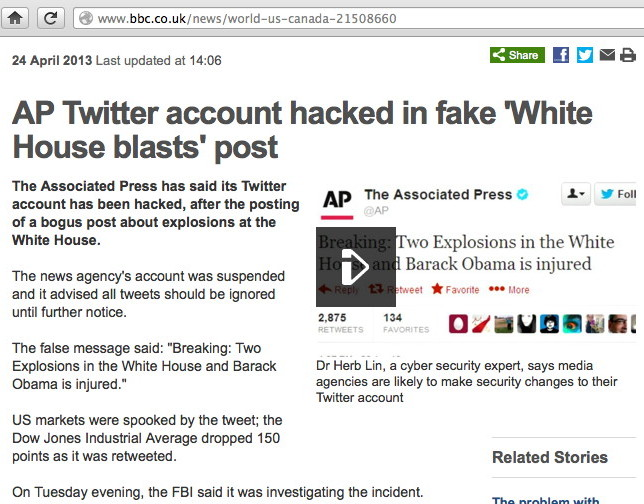 www.bbc.co.uk/news/world-us-canada-21508660
24 April 2013 Last updated at 14:06
Share
AP Twitter account hacked in fake 'White
House blasts' post
The Associated Press has said its Twitter
account has been hacked, after the posting
of a bogus post about explosions at the
White House.
The news agency's account was suspended
and it advised all tweets should be ignored
until further notice.
The false message said: "Breaking: Two
Explosions in the White House and Barack
Obama is injured."
US markets were spooked by the tweet; the
Dow Jones Industrial Average dropped 150
points as it was retweeted.
On Tuesday evening, the FBI said it was investigating the incident.
AP
The Associated Press
@AP
Foll
Breaking: Two Explosions in the White
House and Barack Obama is injured
Reply Retweet Favorite More
2,875 134
RETWEETS FAVORITES
Dr Herb Lin, a cyber security expert, says media
agencies are likely to make security changes to their
Twitter account
Related Stories
The problem with